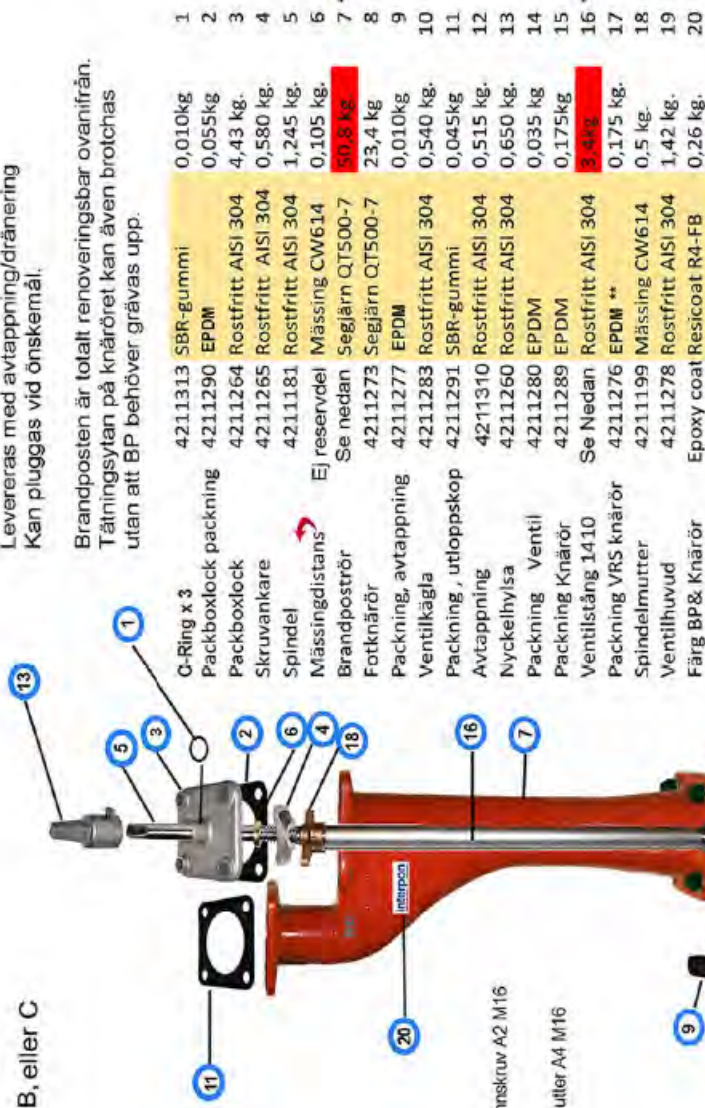 B, eller C
Levereras med avtappning/dränering
Kan pluggas vid önskemål.
Brandposten är totalt renoveringsbar ovanifrån.
Tätningsytan på knäröret kan även brotchas
utan att BP behöver grävas upp.
O-Ring x 3 4211313 SBR-gummi 0,010kg 1
Packboxlock packning 4211290 EPDM 0,055kg 2
Packboxlock 4211264 Rostfritt AISI 304 4,43 kg. 3
Skruvankare 4211265 Rostfritt AISI 304 0,580 kg. 4
Spindel 4211181 Rostfritt AISI 304 1,245 kg. 5
Mässingdistans Ej reservdel Mässing CW614 0,105 kg. 6
Brandposträr Se nedan Segjärn QT500-7 50,8 kg. 7
Fotknärör 4211273 Segjärn QT500-7 23,4 kg 8
Packning, avtappning 4211277 EPDM 0,010kg 9
Ventilkägla 4211283 Rostfritt AISI 304 0,540 kg. 10
Packning , utloppskop 4211291 SBR-gummi 0,045kg 11
Avtappning 4211310 Rostfritt AISI 304 0,515 kg. 12
Nyckelhylsa 4211260 Rostfritt AISI 304 0,650 kg. 13
Packning Ventil 4211280 EPDM 0,035 kg 14
Packning Knärör 4211289 EPDM 0,175kg 15
Ventilstång 1410 Se Nedan Rostfritt AISI 304 3,4kg 16
Packning VRS knärör 4211276 EPDM ** 0,175 kg. 17
Spindelmutter 4211199 Mässing CW614 0,5 kg. 18
Ventilhuvud 4211278 Rostfritt AISI 304 1,42 kg. 19
Färg BP& Knärör Epoxy coat Resicoat R4-FB 0,26 kg. 20
13
5
3
1
2
6
4
18
11
16
7
interpon
20
nnskruv A2 M16
utter A4 M16
9